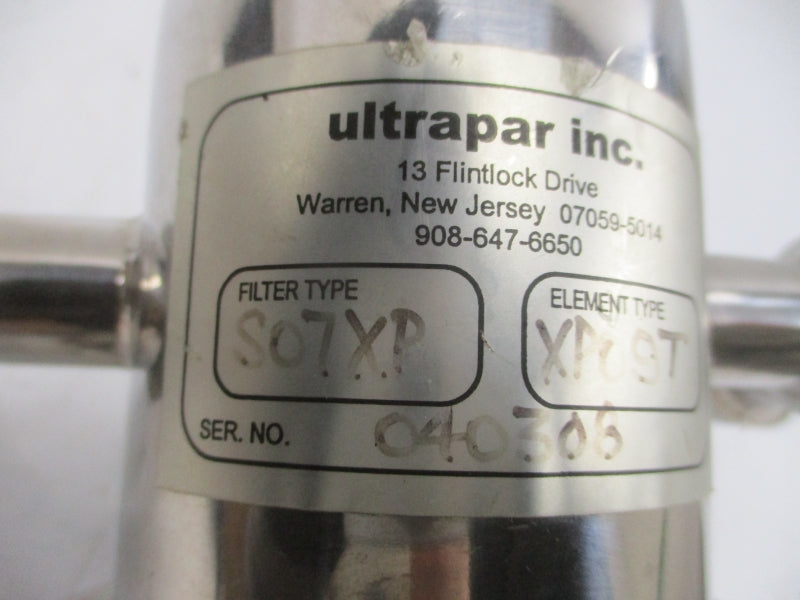 ultrapar inc.
13 Flintlock Drive
Warren, New Jersey 07059-5014
908-647-6650
FILTER TYPE
S07XP
ELEMENT TYPE
XP09T
SER. NO. 040308